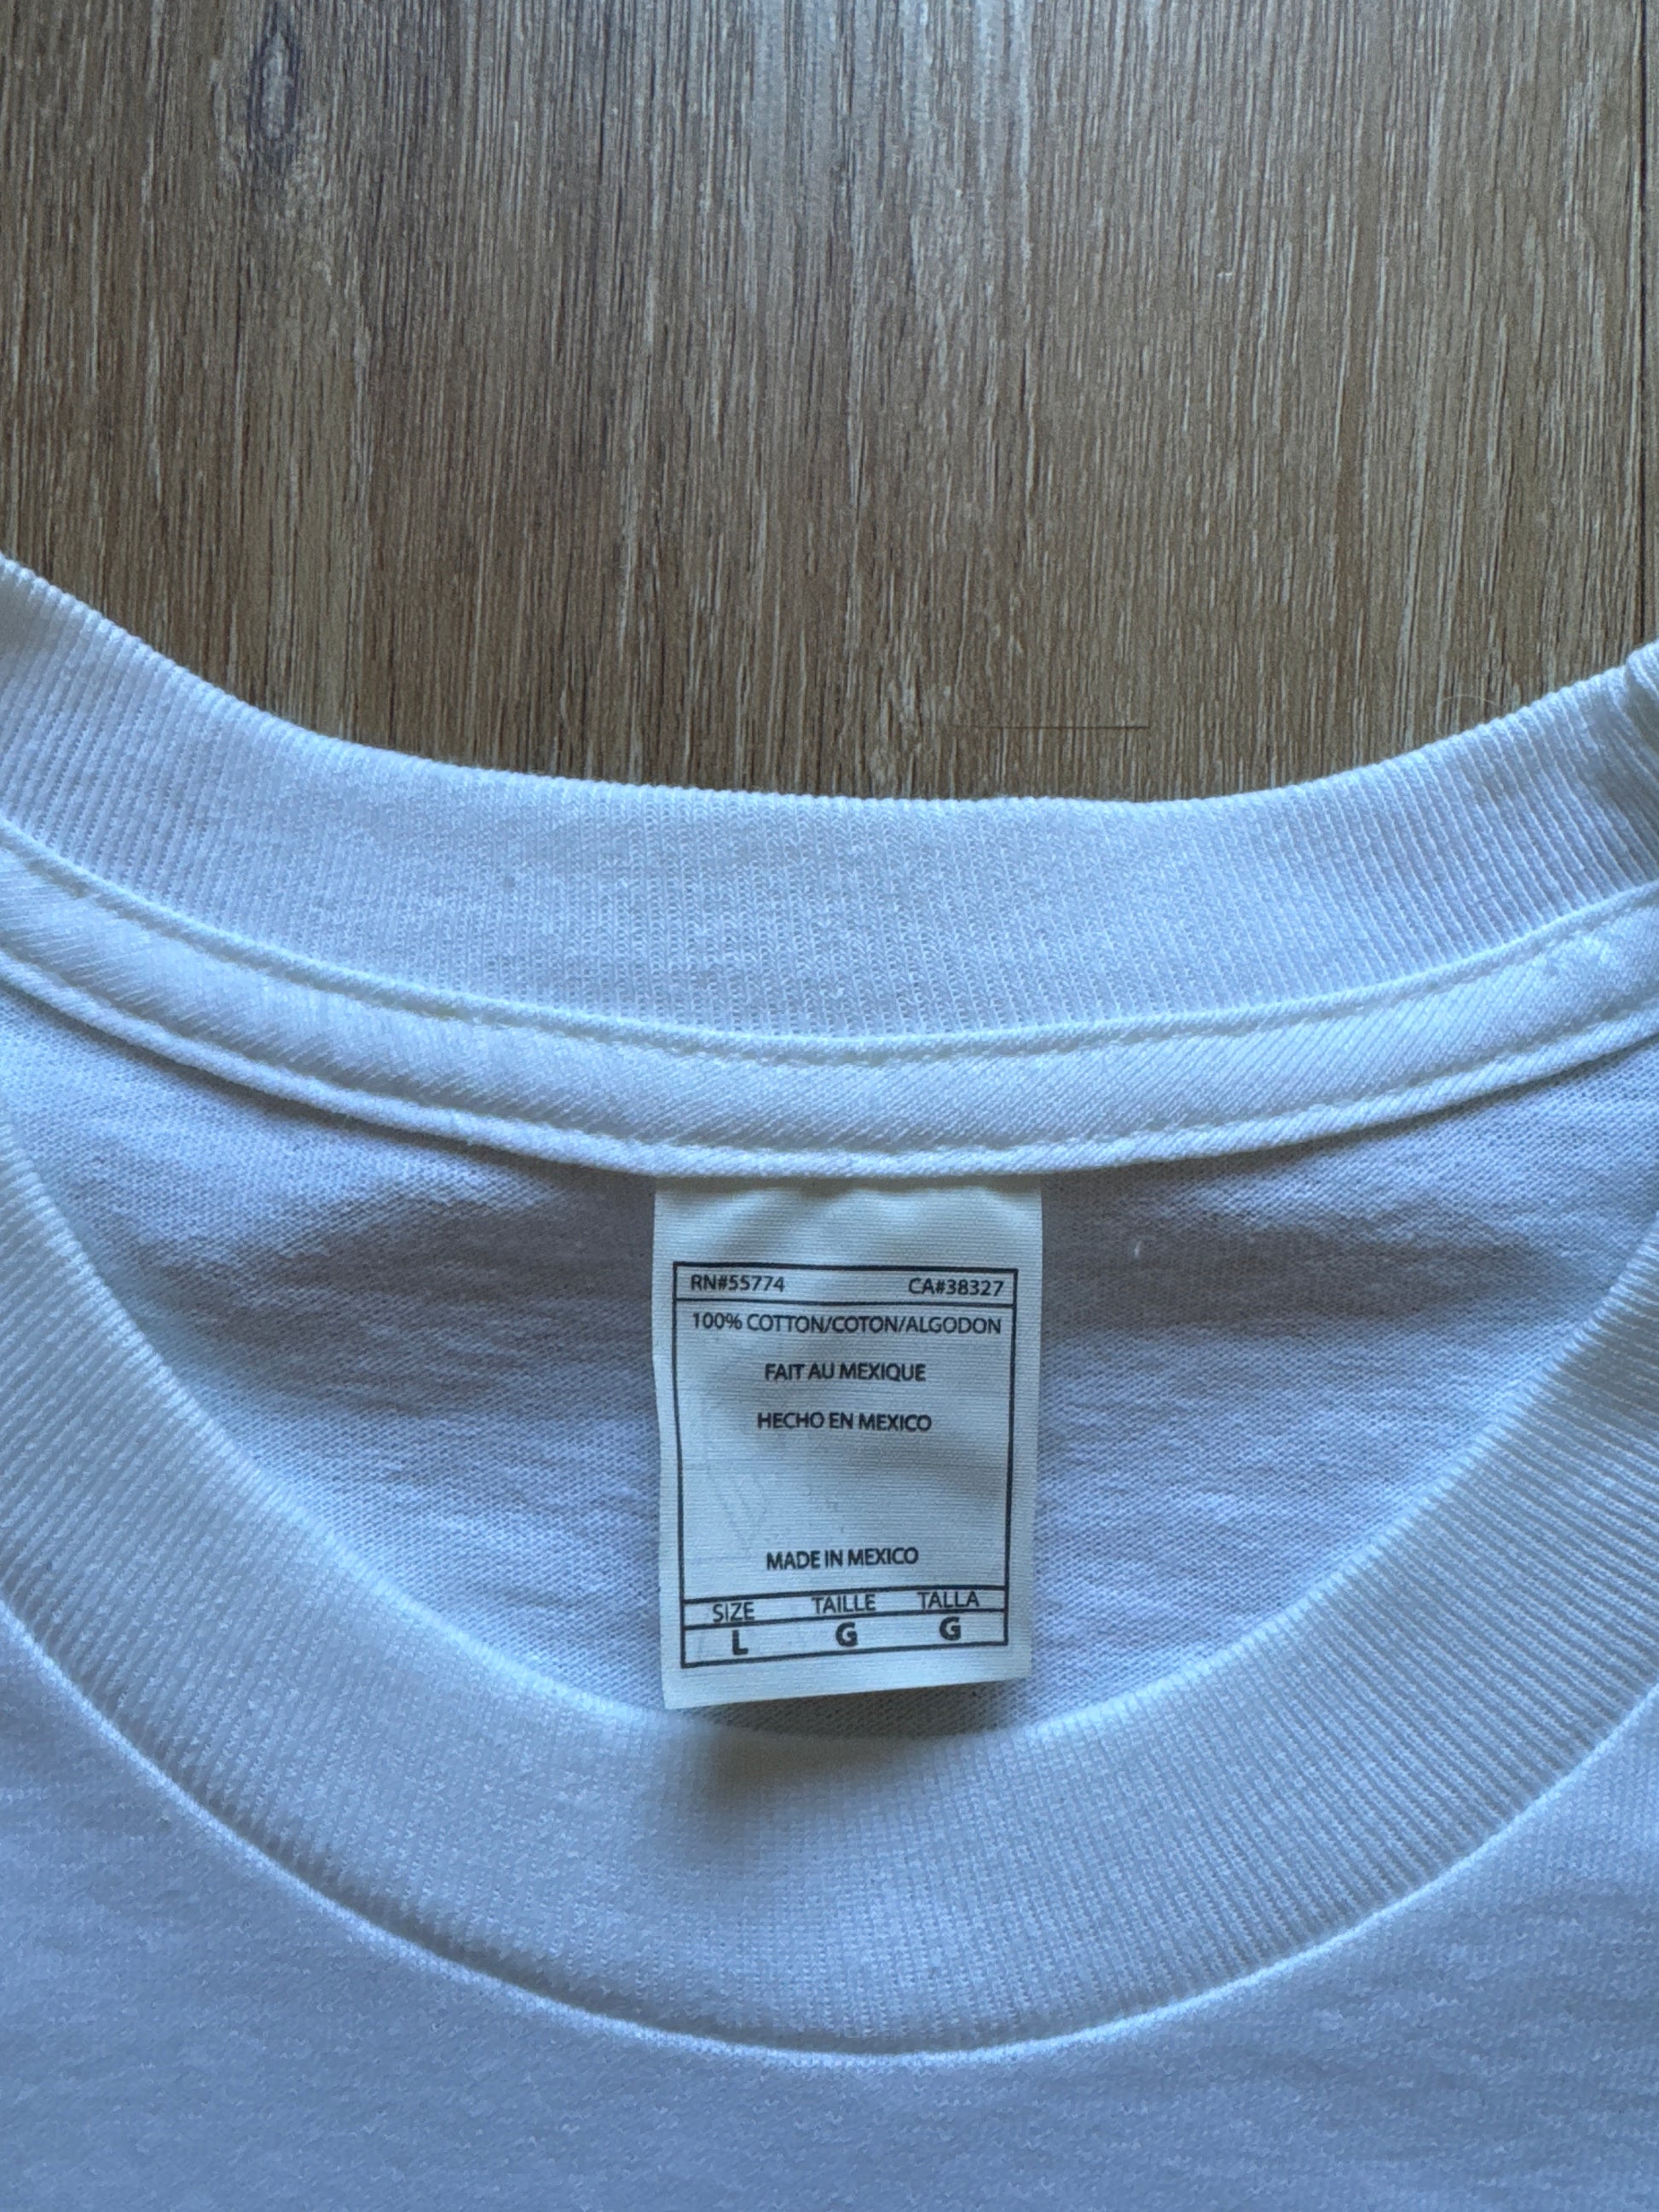 RN#55774 CA#38327
100% COTTON/COTON/ALGODON
FAIT AU MEXIQUE
HECHO EN MEXICO
MADE IN MEXICO
SIZE TAILLE TALLA
L G G